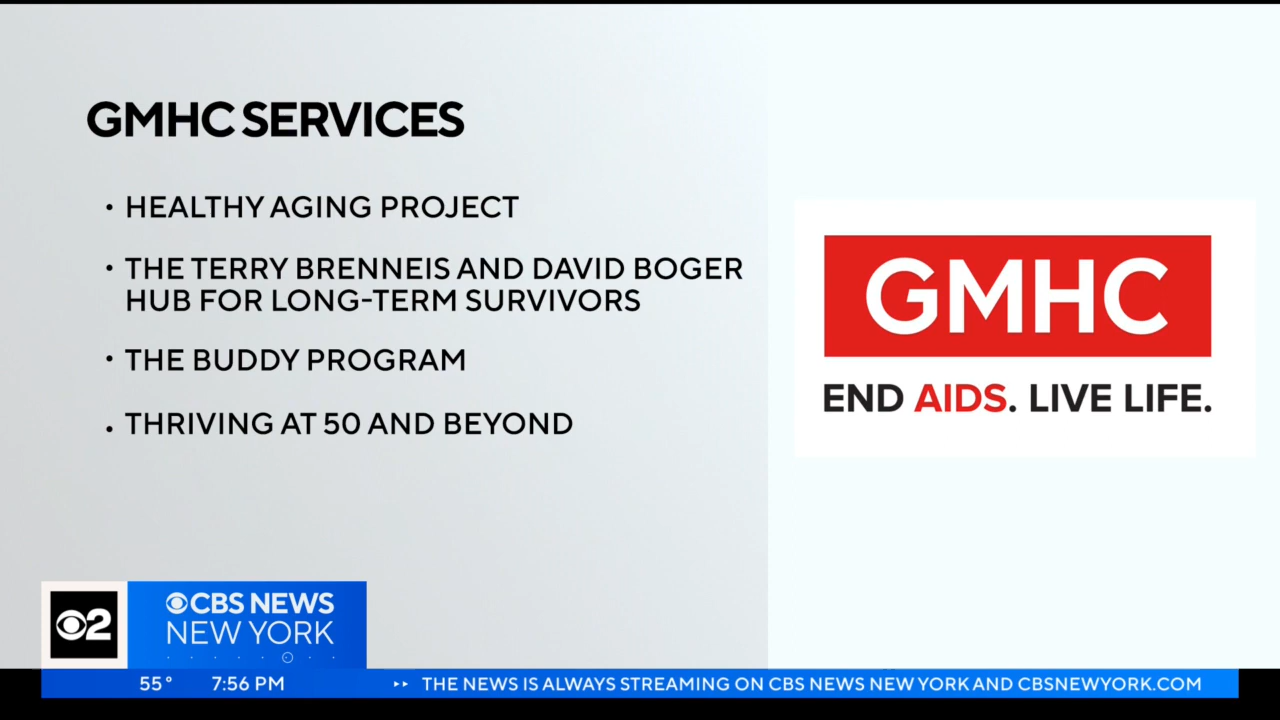 GMHC SERVICES
• HEALTHY AGING PROJECT
• THE TERRY BRENNEIS AND DAVID BOGER
HUB FOR LONG-TERM SURVIVORS
• THE BUDDY PROGRAM
• THRIVING AT 50 AND BEYOND
GMHC
END AIDS. LIVE LIFE.
2
CBS NEWS
NEW YORK
55° 7:56 PM THE NEWS IS ALWAYS STREAMING ON CBS NEWS NEW YORK AND CBSNEWYORK.COM